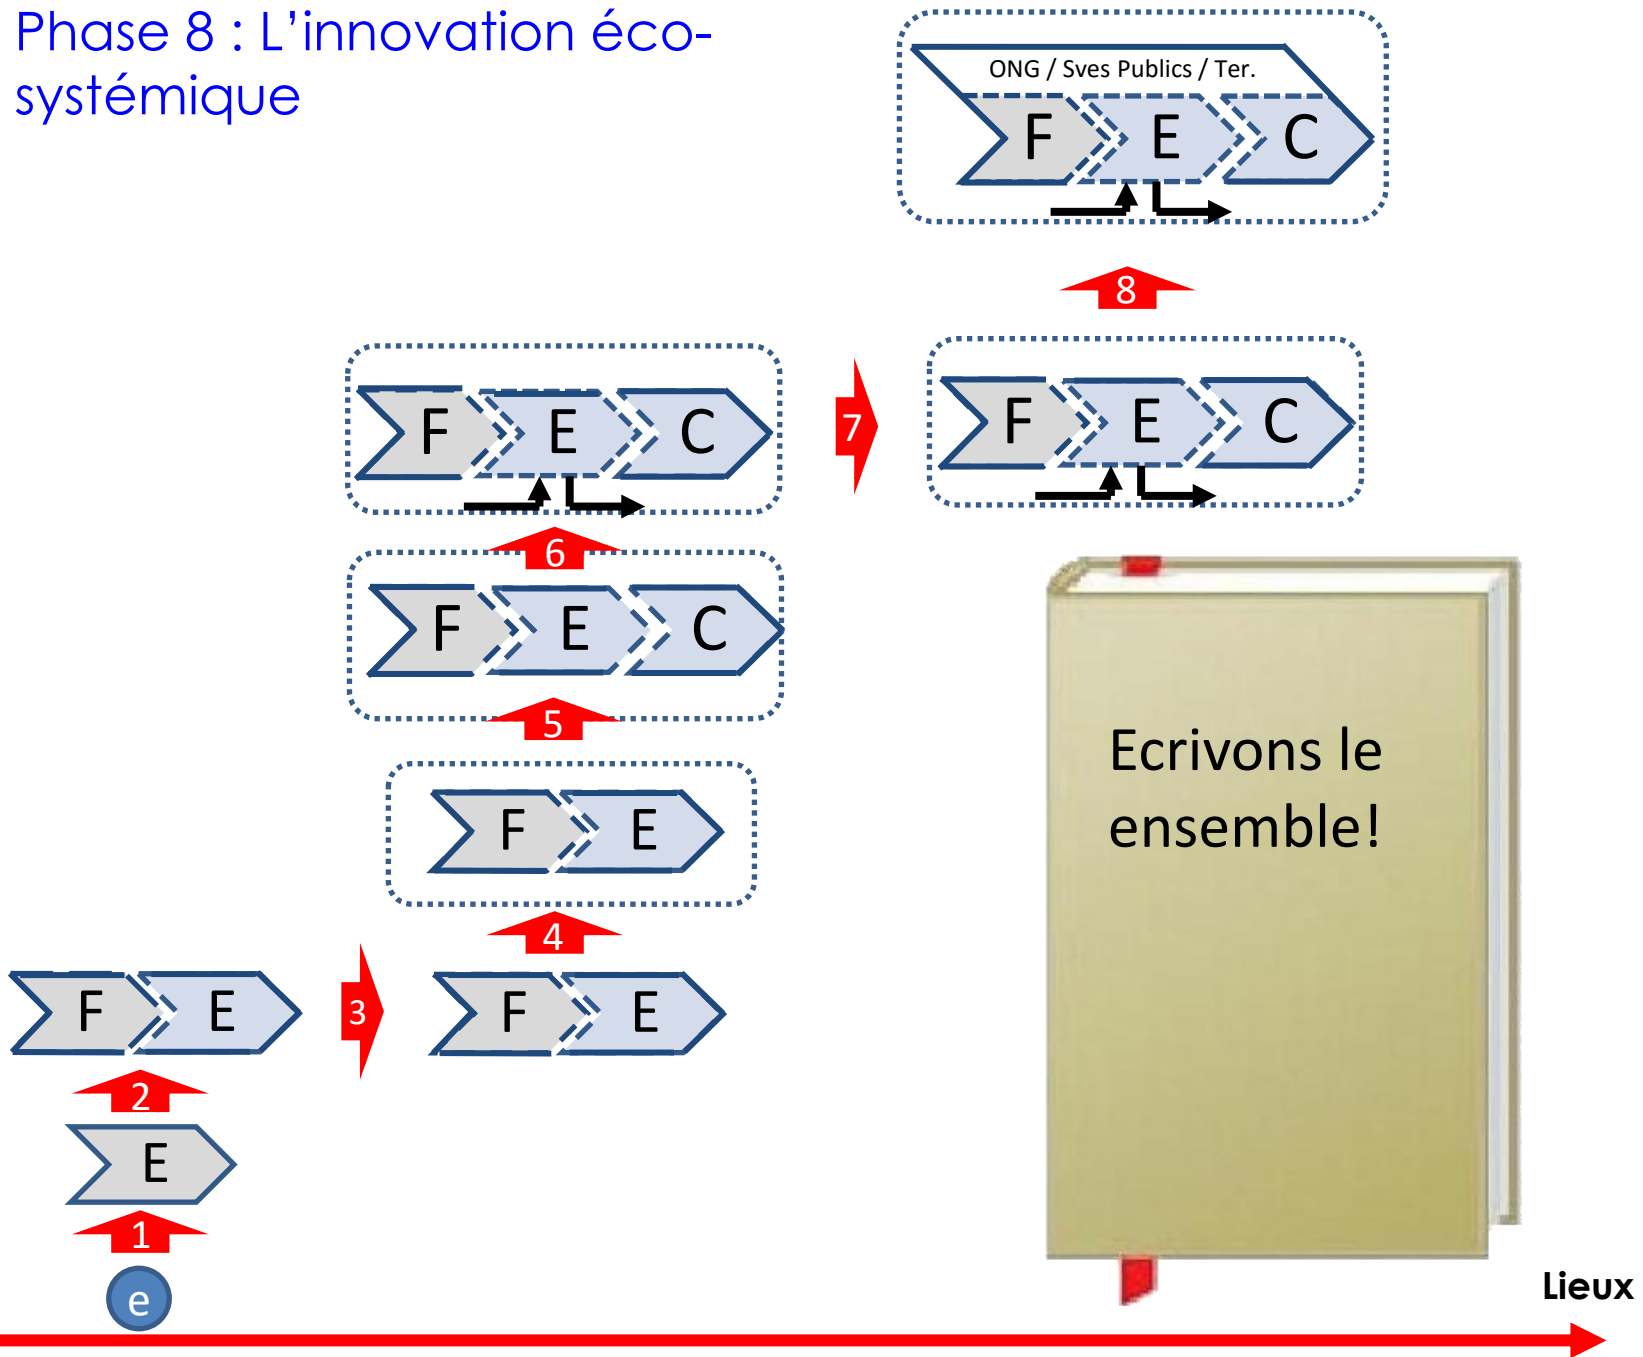 Phase 8 : L’innovation éco-
systémique
ONG / Sves Publics / Ter.
F E C
8
F E C
7
F E C
6
F E C
5
F E
4
F E
3
F E
2
E
1
e
Ecrivons le
ensemble!
Lieux